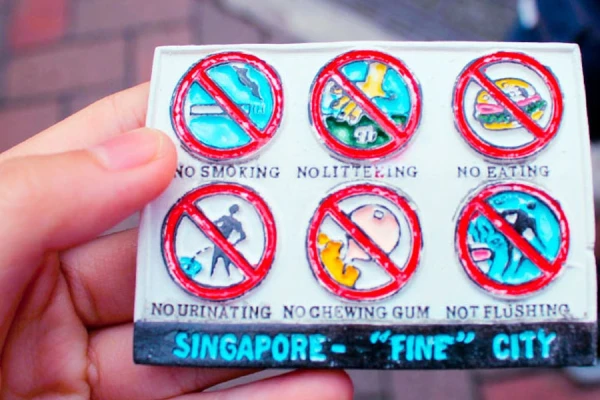 NO SMOKING NO LITTERING NO EATING
NO URINATING NO CHEWING GUM NOT FLUSHING
SINGAPORE - "FINE" CITY